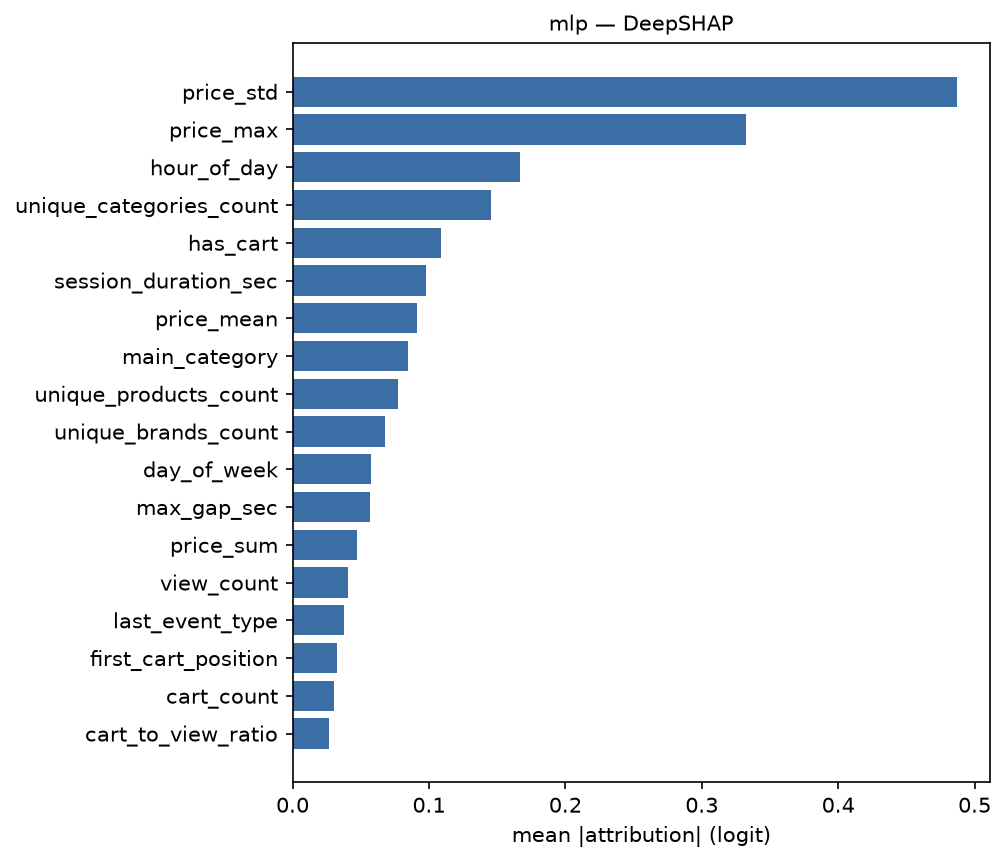 mlp — DeepSHAP
price_std
price_max
hour_of_day
unique_categories_count
has_cart
session_duration_sec
price_mean
main_category
unique_products_count
unique_brands_count
day_of_week
max_gap_sec
price_sum
view_count
last_event_type
first_cart_position
cart_count
cart_to_view_ratio
0.0 0.1 0.2 0.3 0.4 0.5
mean |attribution| (logit)